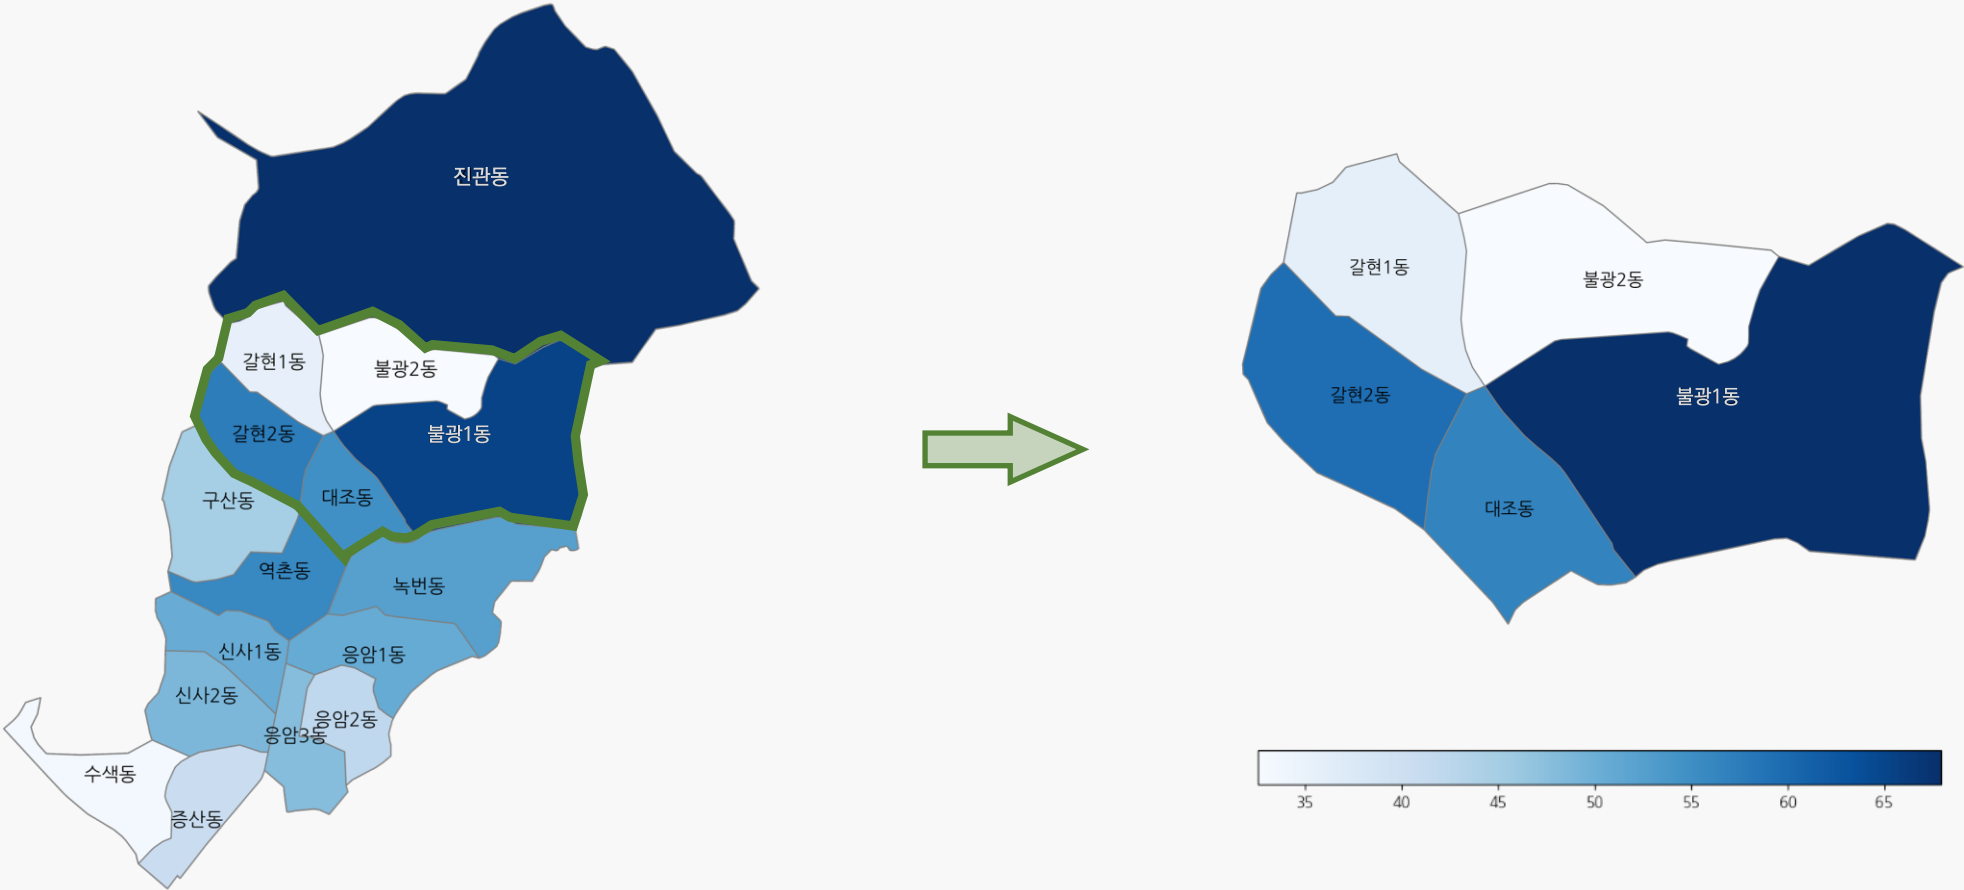 진관동
갈현1동
불광2동
갈현2동
불광1동
대조동
구산동
역촌동
녹번동
신사1동
응암1동
신사2동
응암2동
응암3동
수색동
증산동
갈현1동
불광2동
갈현2동
불광1동
대조동
35 40 45 50 55 60 65